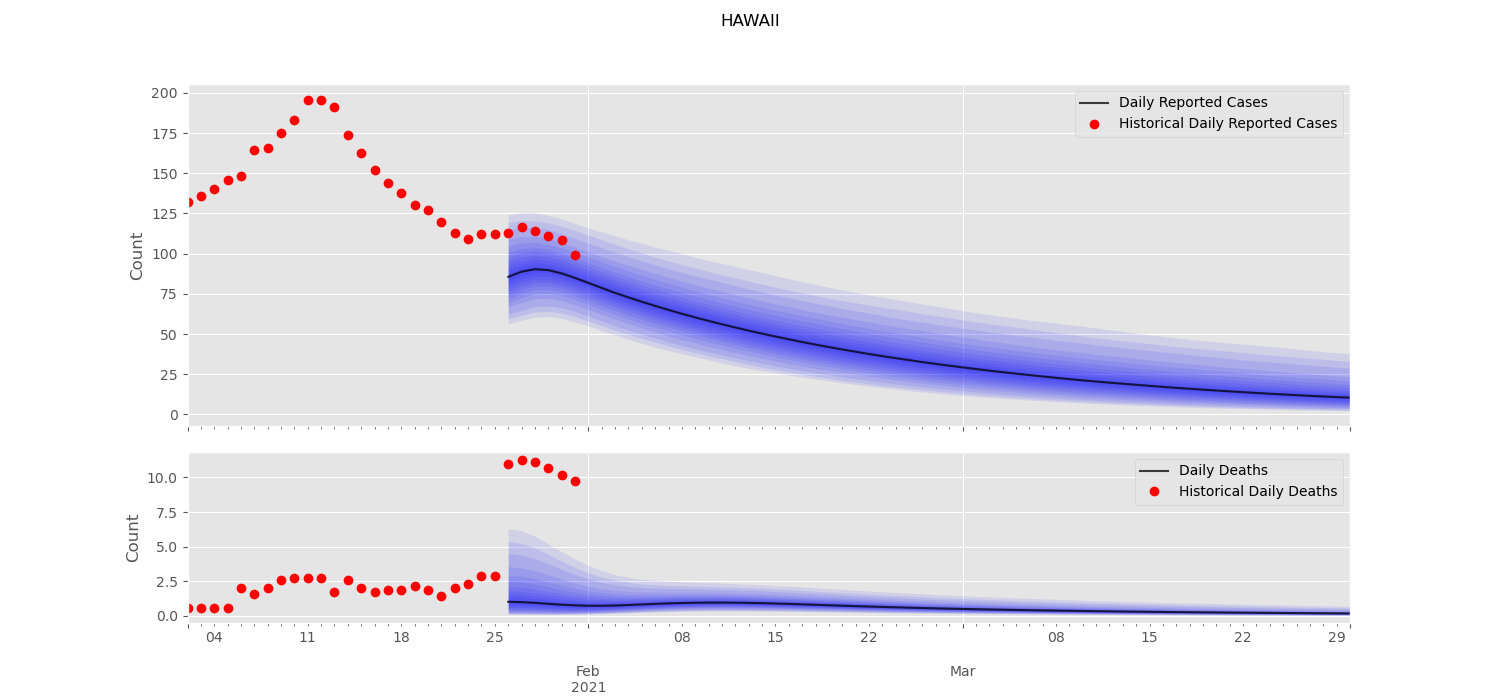 HAWAII
200
175
150
125
100
75
50
25
0
Count
Daily Reported Cases
Historical Daily Reported Cases
10.0
7.5
5.0
2.5
0.0
Count
Daily Deaths
Historical Daily Deaths
04 11 18 25 08 15 22 08 15 22 29
Feb Mar
2021